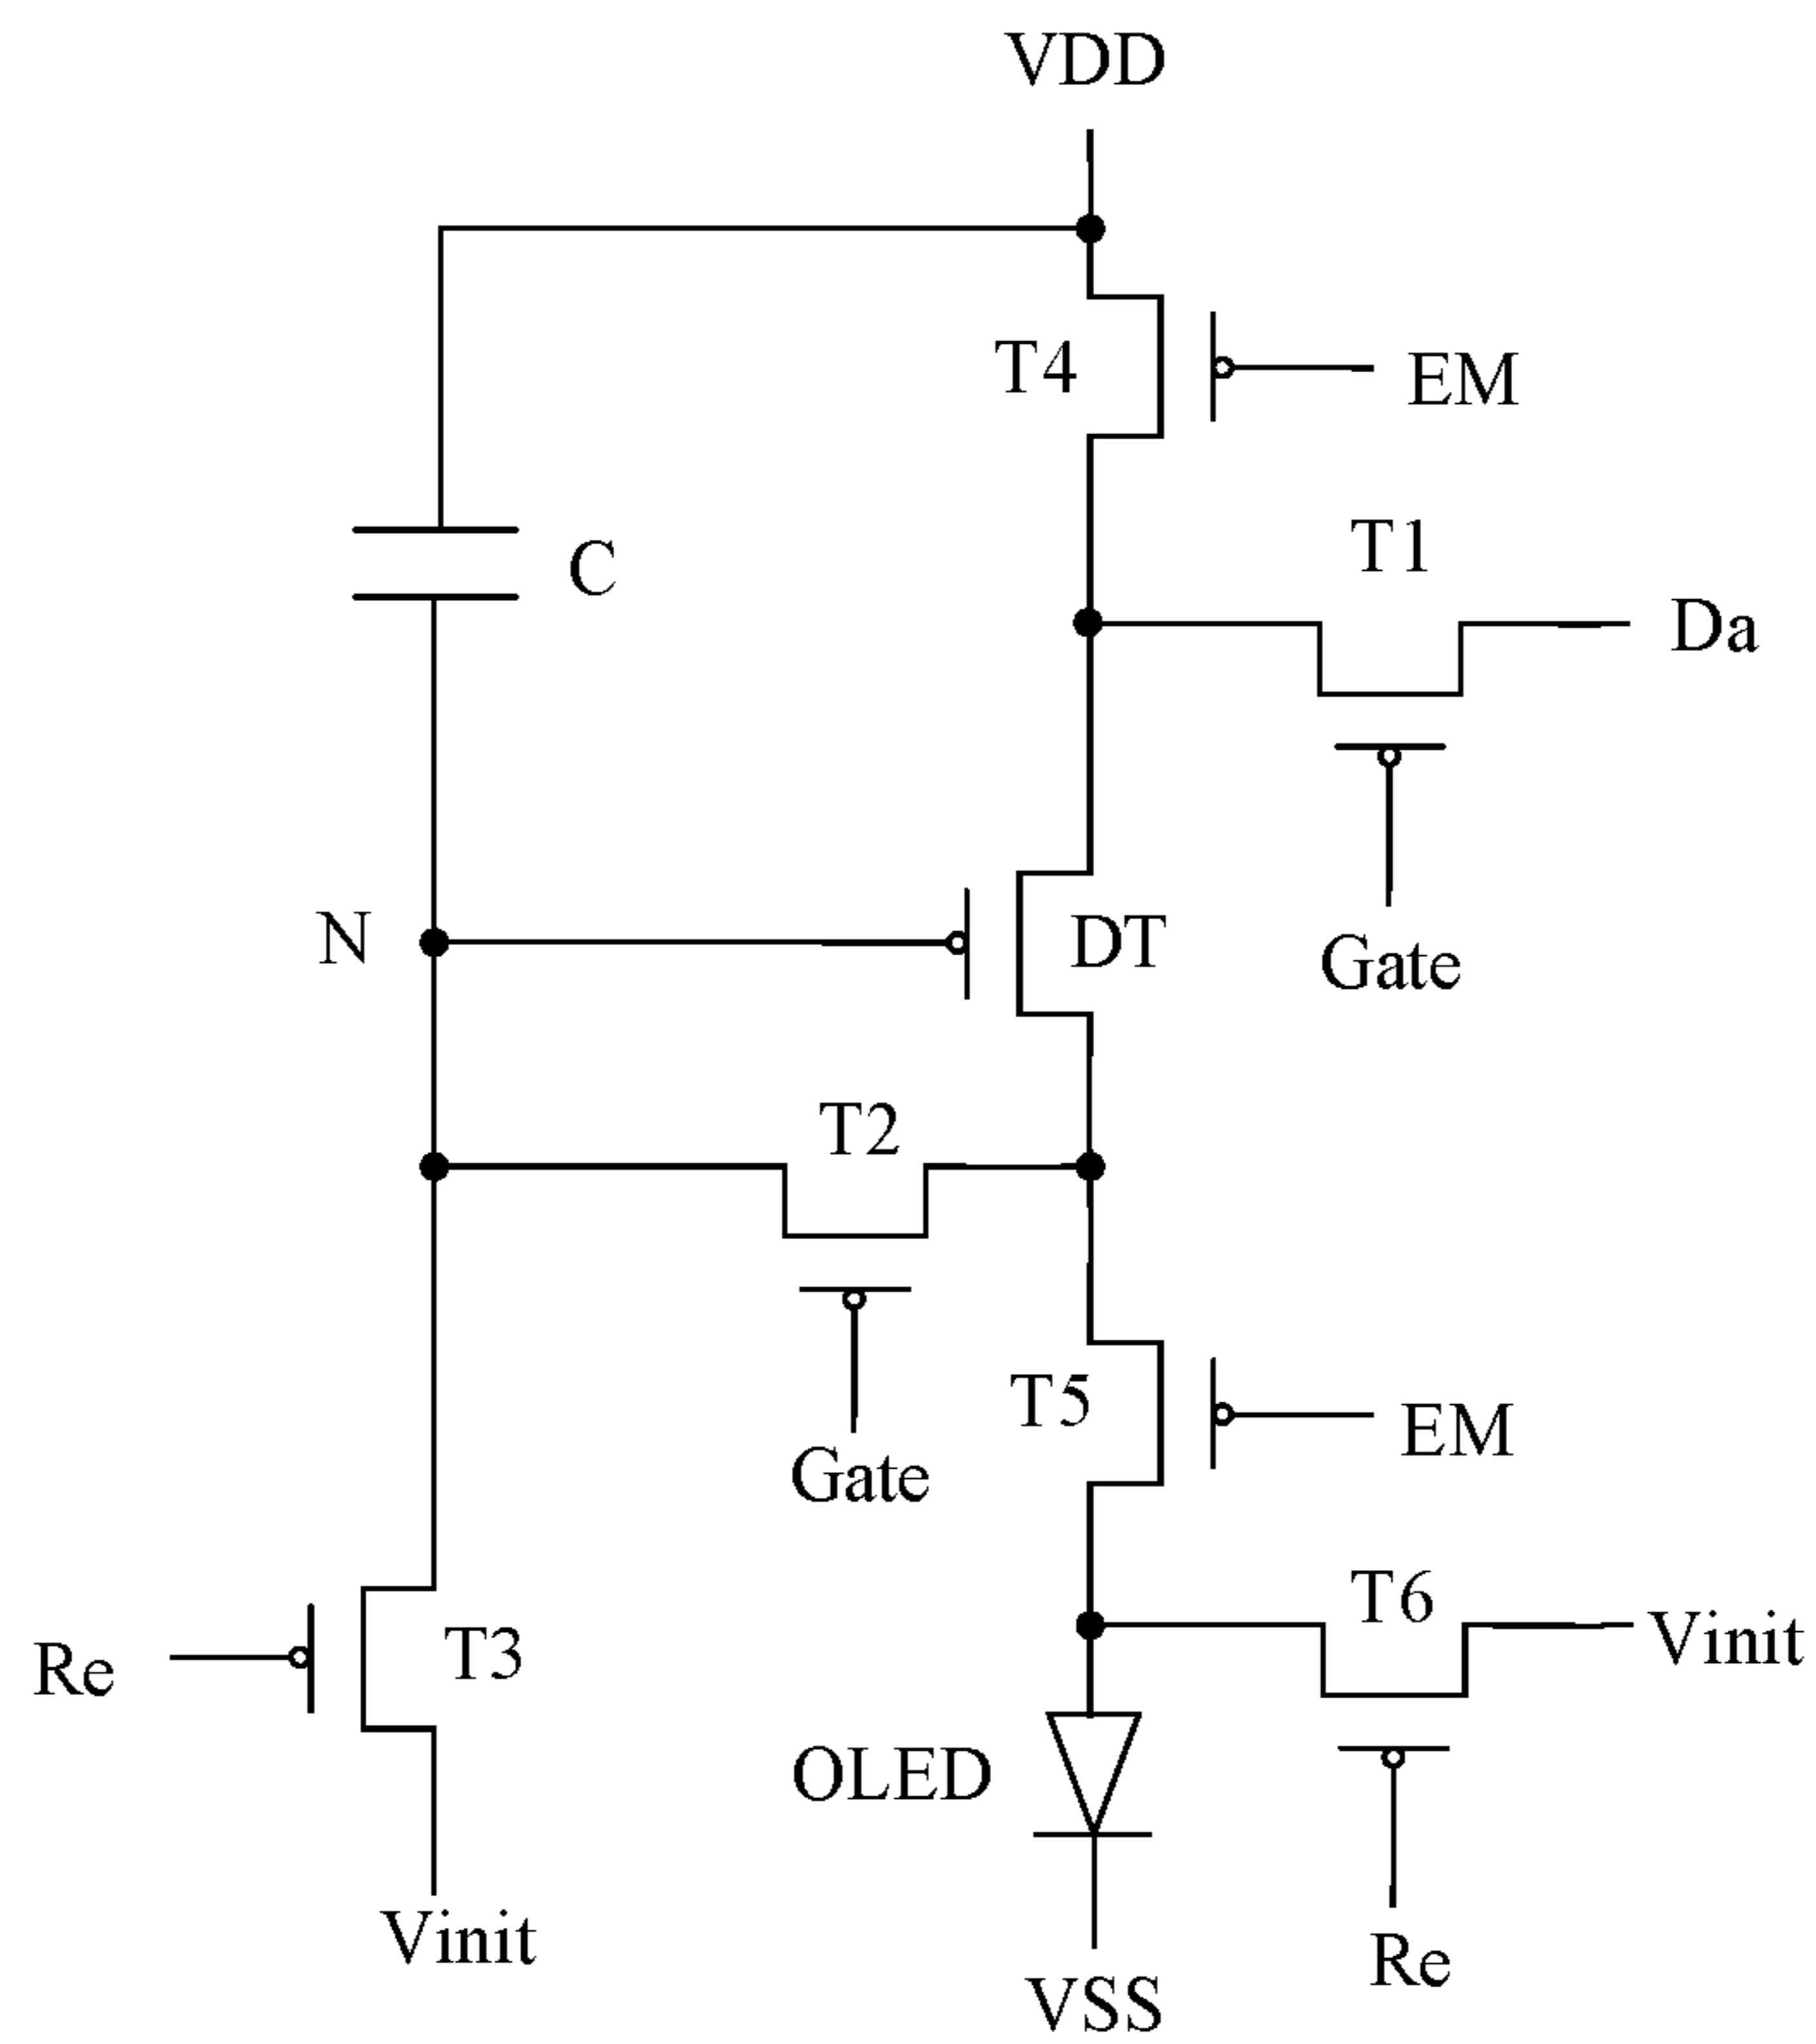 VDD
T4
EM
T1
C
Da
N
DT
Gate
T2
T5
EM
Gate
T6
Re
T3
Vinit
OLED
Vinit
Re
VSS